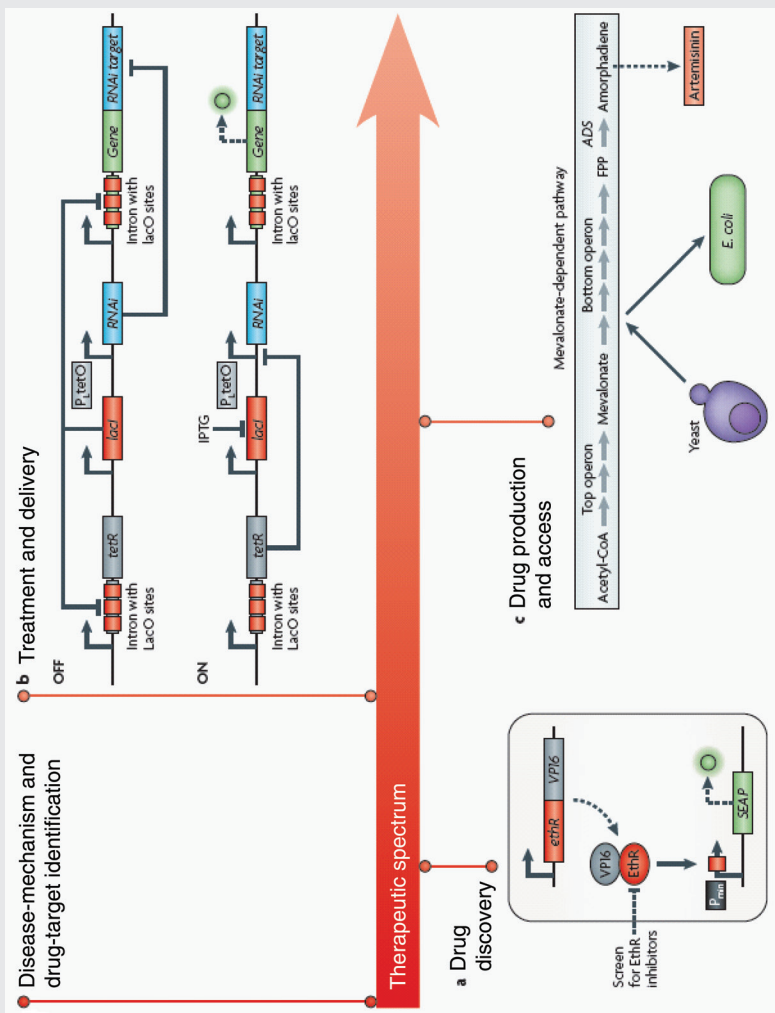 Disease-mechanism and
drug-target identification
b Treatment and delivery
OFF
Intron with
LacO sites
tetR
lacI
PLtetO
RNAi
Intron with
lacO sites
Gene
RNAi target
ON
Intron with
LacO sites
tetR
IPTG
lacI
PLtetO
RNAi
Intron with
lacO sites
Gene
RNAi target
Therapeutic spectrum
a Drug
discovery
ethR
VP16
VP16
EthR
Screen
for EthR
inhibitors
Pmin
SEAP
c Drug production
and access
Mevalonate-dependent pathway
Acetyl-CoA
Top operon
Mevalonate
Bottom operon
FPP
ADS
Amorphadiene
Artemisinin
Yeast
E. coli